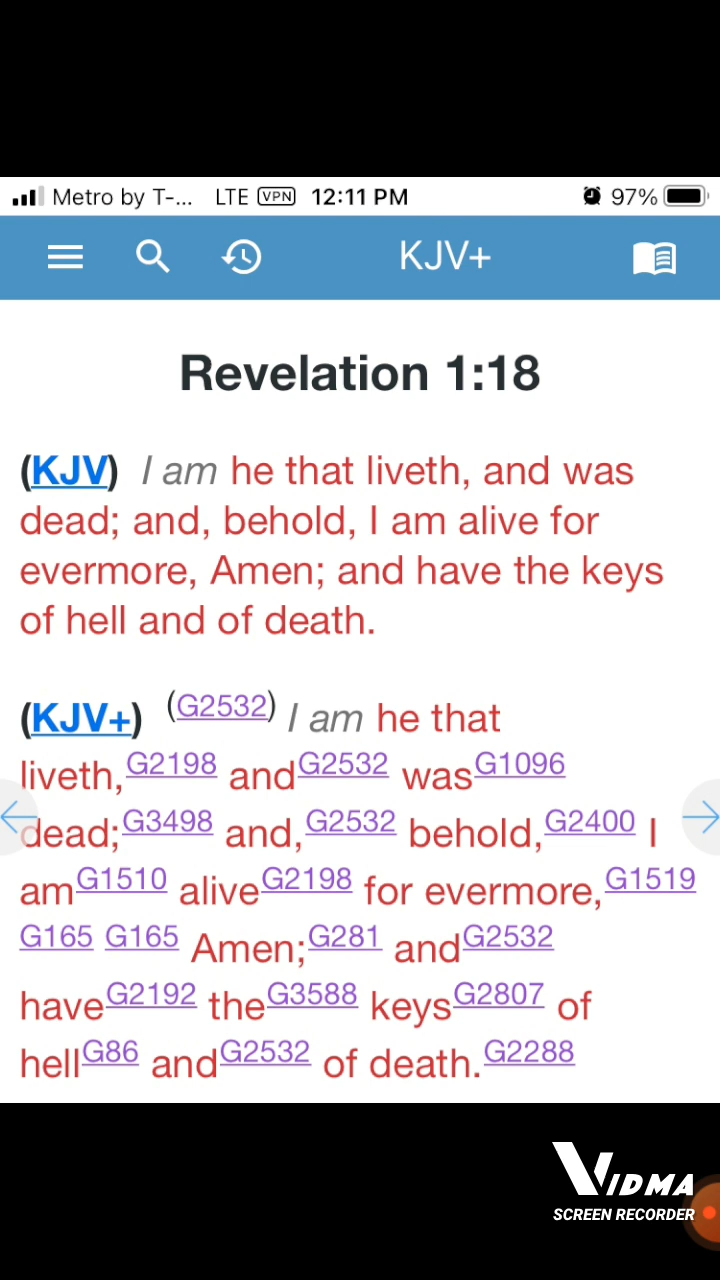 Metro by T-... LTE VPN 12:11 PM 97%
KJV+
Revelation 1:18
(KJV) I am he that liveth, and was
dead; and, behold, I am alive for
evermore, Amen; and have the keys
of hell and of death.
(KJV+) (G2532) I am he that
liveth,G2198 andG2532 wasG1096
dead;G3498 and,G2532 behold,G2400 I
amG1510 aliveG2198 for evermore,G1519
G165 G165 Amen;G281 andG2532
haveG2192 theG3588 keysG2807 of
hellG86 andG2532 of death.G2288
VIDMA
SCREEN RECORDER